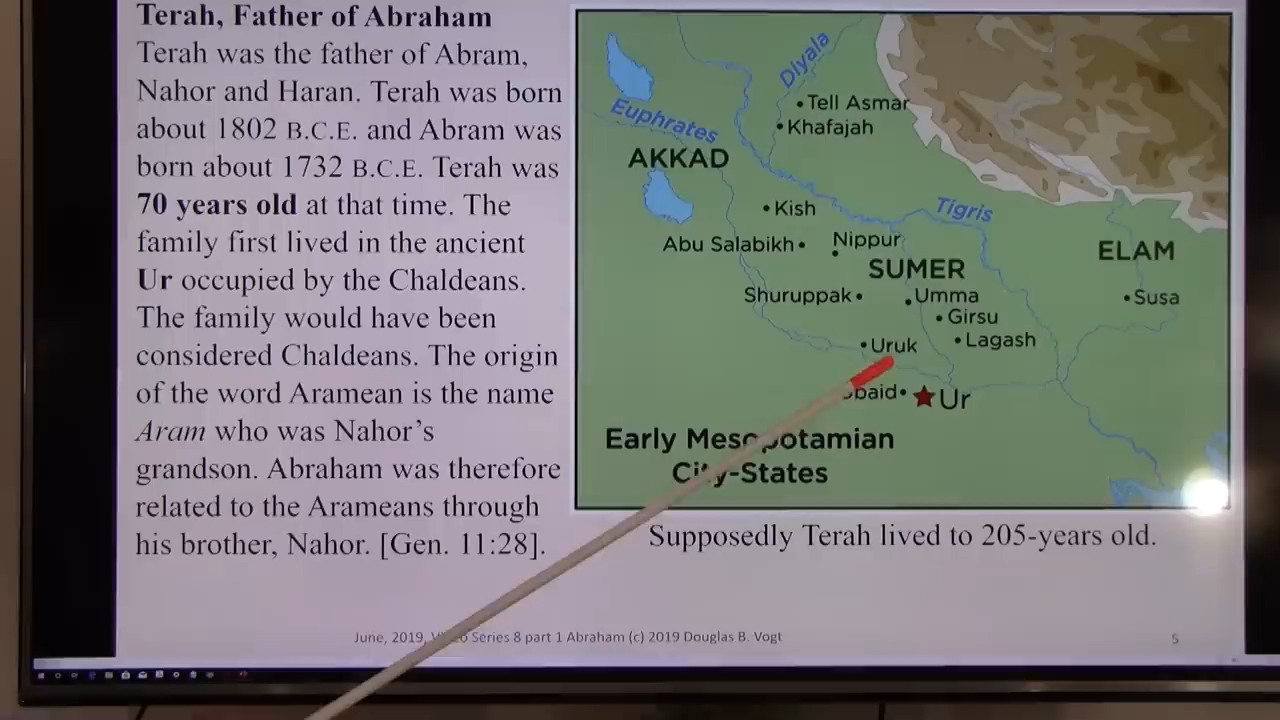 Terah, Father of Abraham
Terah was the father of Abram,
Nahor and Haran. Terah was born
about 1802 B.C.E. and Abram was
born about 1732 B.C.E. Terah was
70 years old at that time. The
family first lived in the ancient
Ur occupied by the Chaldeans.
The family would have been
considered Chaldeans. The origin
of the word Aramean is the name
Aram who was Nahor's
grandson. Abraham was therefore
related to the Arameans through
his brother, Nahor. [Gen. 11:28].
Diyala
Tell Asmar
Khafajah
Euphrates
AKKAD
Kish
Tigris
Abu Salabikh
Nippur
SUMER
ELAM
Shuruppak
Umma
Susa
Girsu
Lagash
Uruk
Ur
Early Mesopotamian
City-States
Supposedly Terah lived to 205-years old.
June, 2019, Series 8 part 1 Abraham (c) 2019 Douglas B. Vogt
5